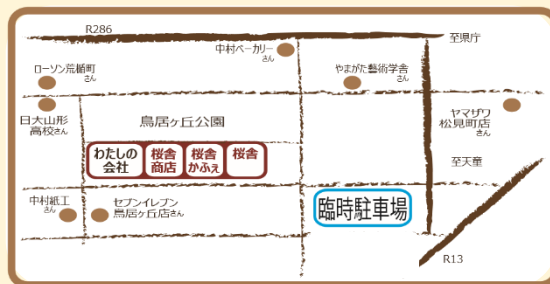 R286
至県庁
中村ベーカリー
さん
ローソン荒楯町
さん
やまがた藝術学舎
さん
日大山形
高校さん
鳥居ヶ丘公園
ヤマザワ
松見町店
さん
わたしの
会社
桜舎
商店
桜舎
かふぇ
桜舎
至天童
中村紙工
さん
セブンイレブン
鳥居ヶ丘店さん
臨時駐車場
R13